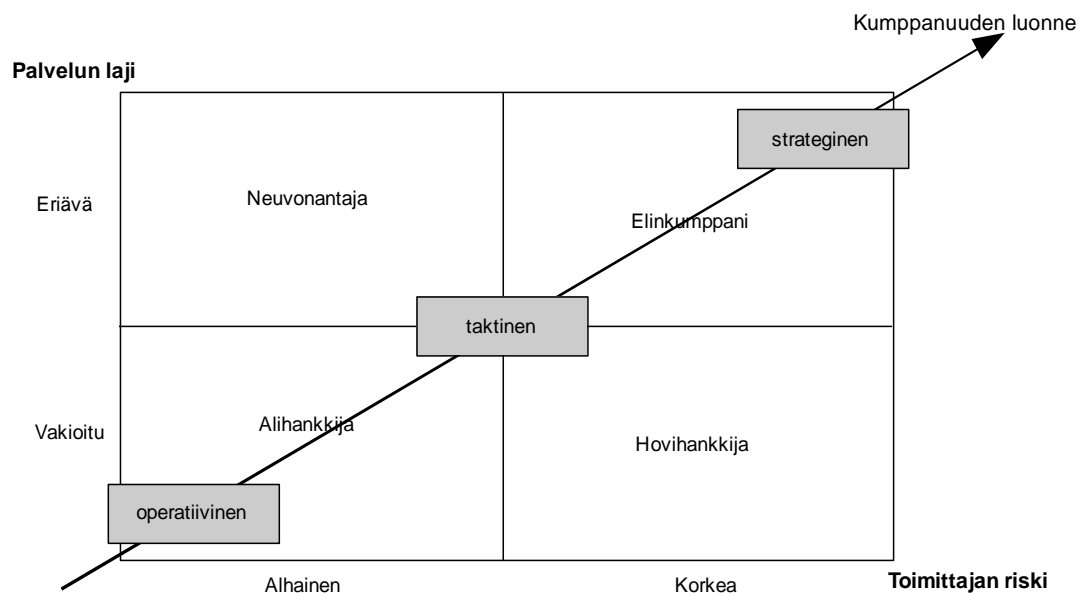 Kumppanuuden luonne
Palvelun laji
strateginen
Neuvonantaja
Eriävä
Elinkumppani
taktinen
Alihankkija
Vakioitu
Hovihankkija
operatiivinen
Alhainen
Korkea
Toimittajan riski